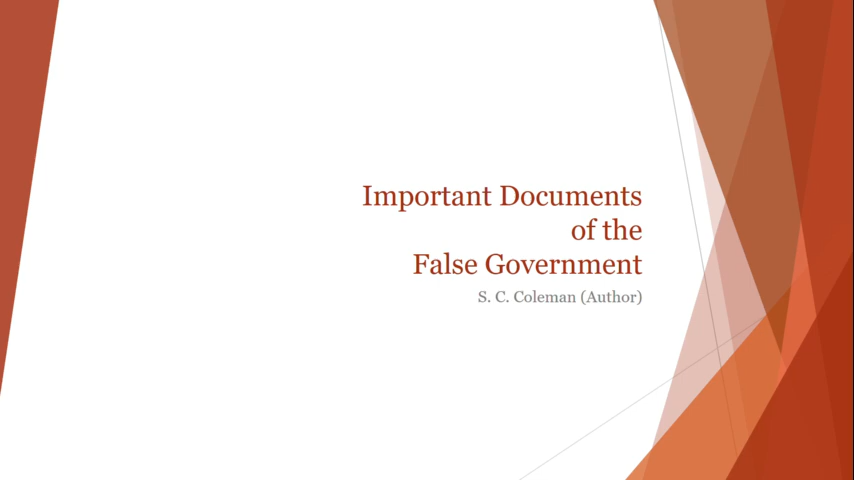 Important Documents
of the
False Government
S. C. Coleman (Author)